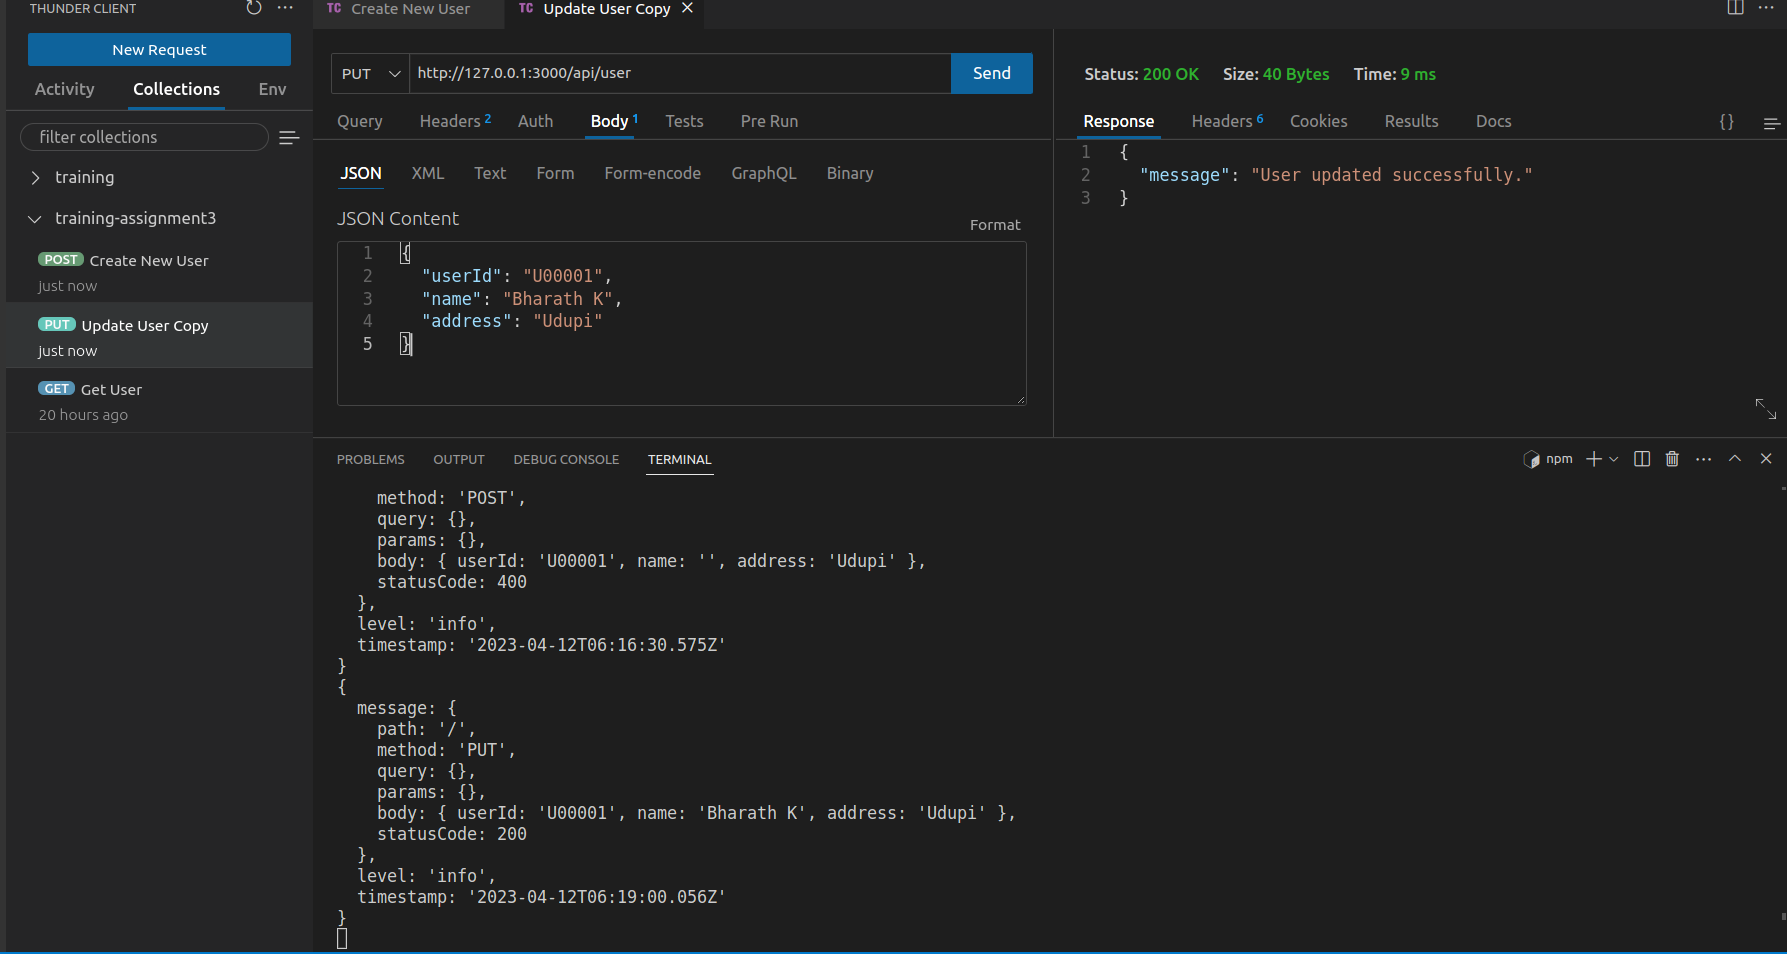 THUNDER CLIENT
New Request
Activity Collections Env
filter collections
training
training-assignment3
POST Create New User
just now
PUT Update User Copy
just now
GET Get User
20 hours ago
TC Create New User TC Update User Copy
PUT http://127.0.0.1:3000/api/user Send
Query Headers 2 Auth Body 1 Tests Pre Run
JSON XML Text Form Form-encode GraphQL Binary
JSON Content
Format
1 {
2 "userId": "U00001",
3 "name": "Bharath K",
4 "address": "Udupi"
5 }
Status: 200 OK Size: 40 Bytes Time: 9 ms
Response Headers 6 Cookies Results Docs {}
1 {
2 "message": "User updated successfully."
3 }
PROBLEMS OUTPUT DEBUG CONSOLE TERMINAL
npm
method: 'POST',
query: {},
params: {},
body: { userId: 'U00001', name: '', address: 'Udupi' },
statusCode: 400
},
level: 'info',
timestamp: '2023-04-12T06:16:30.575Z'
}
{
message: {
path: '/',
method: 'PUT',
query: {},
params: {},
body: { userId: 'U00001', name: 'Bharath K', address: 'Udupi' },
statusCode: 200
},
level: 'info',
timestamp: '2023-04-12T06:19:00.056Z'
}